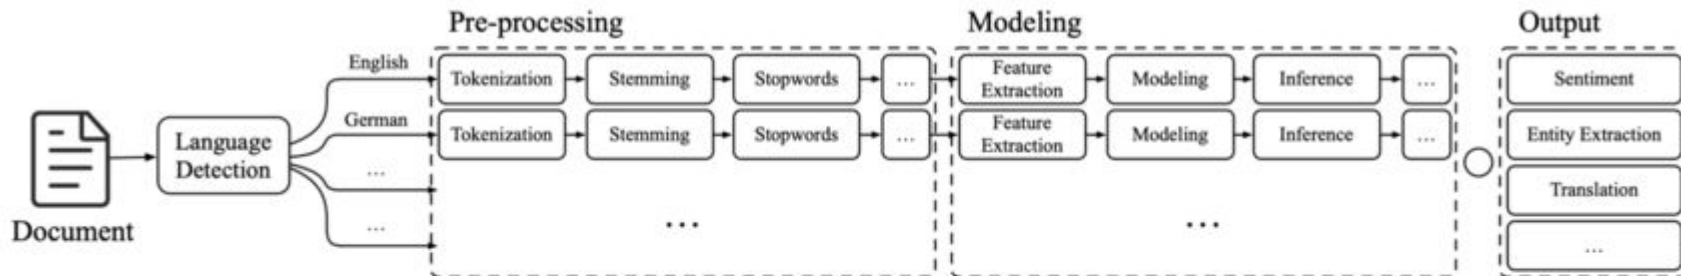 Pre-processing
Modeling
Output
English
Tokenization
Stemming
Stopwords
...
Feature
Extraction
Modeling
Inference
...
Sentiment
German
Tokenization
Stemming
Stopwords
...
Feature
Extraction
Modeling
Inference
...
Entity Extraction
Language
Detection
...
Translation
...
...
...
...
Document